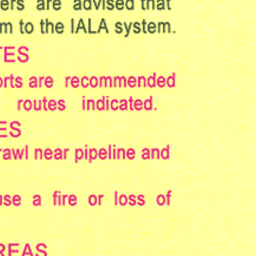 ers are advised that
m to the IALA system.
TES
orts are recommended
routes indicated.
ES
rawl near pipeline and
use a fire or loss of
REAS